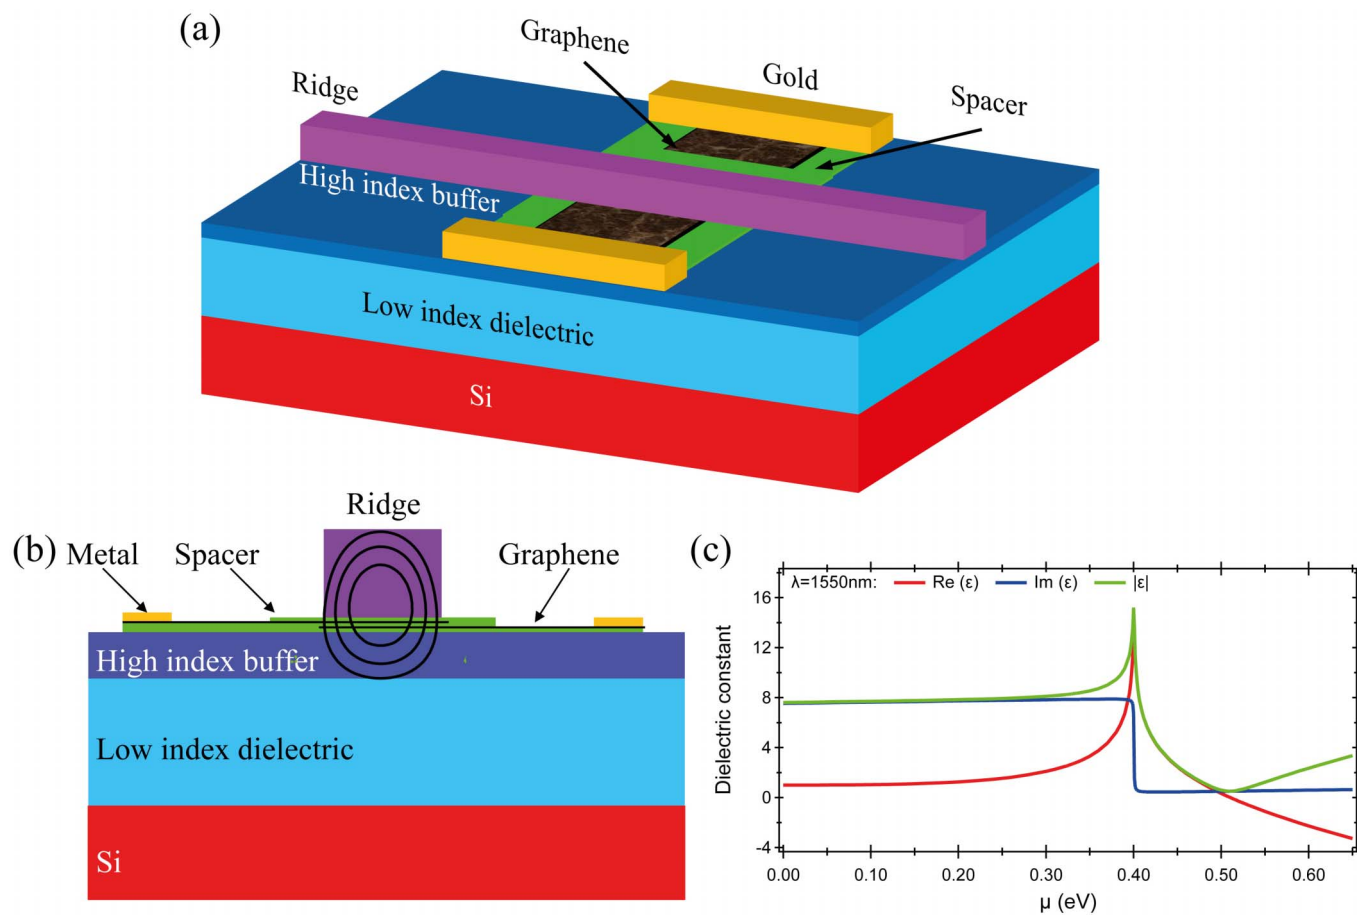 (a)
Graphene
Gold
Ridge
Spacer
High index buffer
Low index dielectric
Si
(b)
Ridge
Metal
Spacer
Graphene
High index buffer
Low index dielectric
Si
(c)
λ=1550nm: Re (ε) Im (ε) |ε|
16
12
8
4
0
-4
Dielectric constant
0.00 0.10 0.20 0.30 0.40 0.50 0.60
μ (eV)